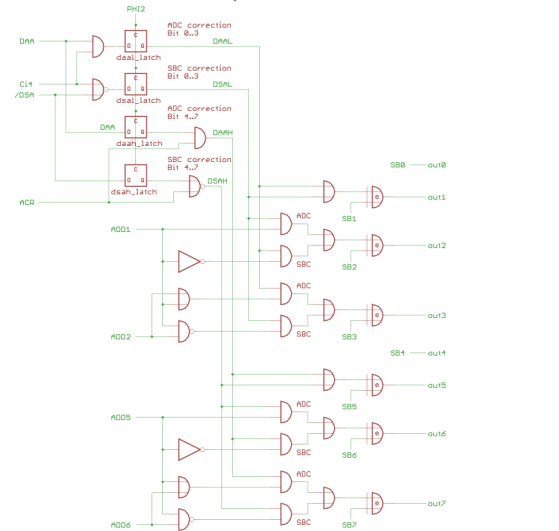 PHI2
ADC correction
Bit 0..3
DAA
DAAL
C
D Q
daal_latch
SBC correction
Bit 0..3
Ci4
/DSA
DSAL
C
D Q
dsal_latch
ADC correction
Bit 4..7
DAA
DAAH
C
D Q
daah_latch
SBC correction
Bit 4..7
DSAH
C
D Q
dsah_latch
ACR
SB0 out0
out1
SB1
ADD1
ADC
out2
SBC
SB2
ADC
out3
ADD2
SBC
SB3
SB4 out4
out5
SB5
ADD5
ADC
out6
SBC
SB6
ADC
out7
ADD6
SBC
SB7